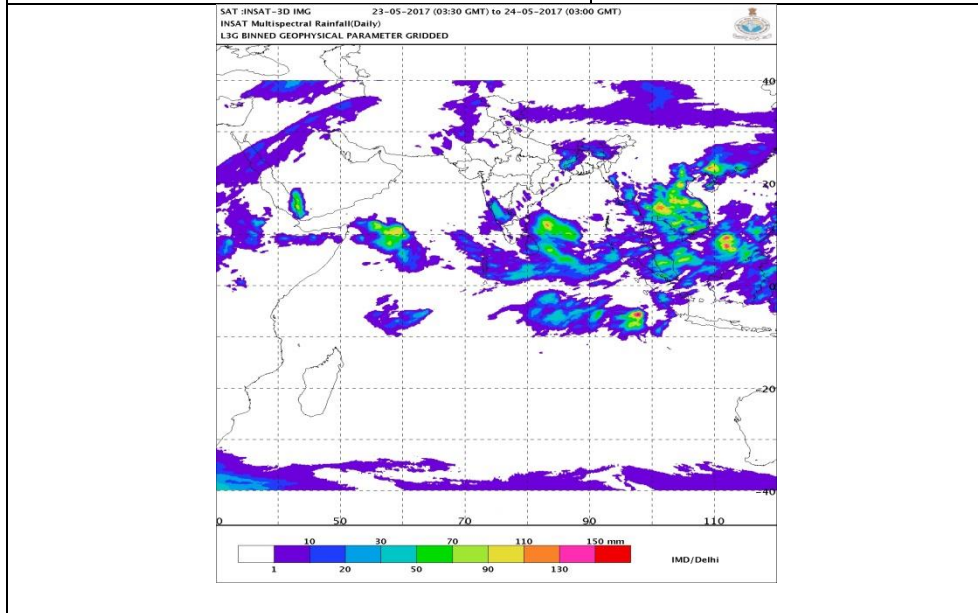 SAT :INSAT-3D IMG 23-05-2017 (03:30 GMT) to 24-05-2017 (03:00 GMT)
INSAT Multispectral Rainfall(Daily)
L3G BINNED GEOPHYSICAL PARAMETER GRIDDED
40
20
0
-20
-40
0 50 70 90 110
10 30 70 110 150 mm
IMD/Delhi
1 20 50 90 130